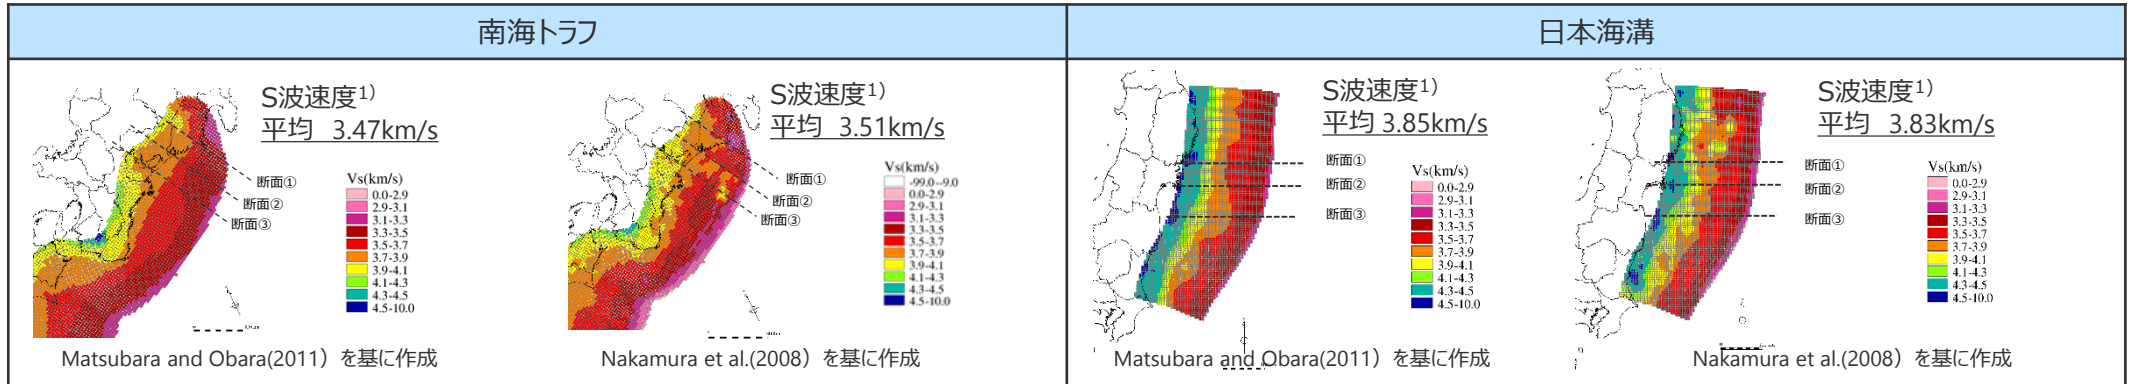 南海トラフ
日本海溝
S波速度1)
平均 3.47km/s
断面①
断面②
断面③
Vs(km/s)
0.0-2.9
2.9-3.1
3.1-3.3
3.3-3.5
3.5-3.7
3.7-3.9
3.9-4.1
4.1-4.3
4.3-4.5
4.5-10.0
Matsubara and Obara(2011）を基に作成
S波速度1)
平均 3.51km/s
断面①
断面②
断面③
Vs(km/s)
-99.0--9.0
0.0-2.9
2.9-3.1
3.1-3.3
3.3-3.5
3.5-3.7
3.7-3.9
3.9-4.1
4.1-4.3
4.3-4.5
4.5-10.0
Nakamura et al.(2008）を基に作成
S波速度1)
平均 3.85km/s
断面①
断面②
断面③
Vs(km/s)
0.0-2.9
2.9-3.1
3.1-3.3
3.3-3.5
3.5-3.7
3.7-3.9
3.9-4.1
4.1-4.3
4.3-4.5
4.5-10.0
Matsubara and Obara(2011）を基に作成
S波速度1)
平均 3.83km/s
断面①
断面②
断面③
Vs(km/s)
0.0-2.9
2.9-3.1
3.1-3.3
3.3-3.5
3.5-3.7
3.7-3.9
3.9-4.1
4.1-4.3
4.3-4.5
4.5-10.0
Nakamura et al.(2008）を基に作成